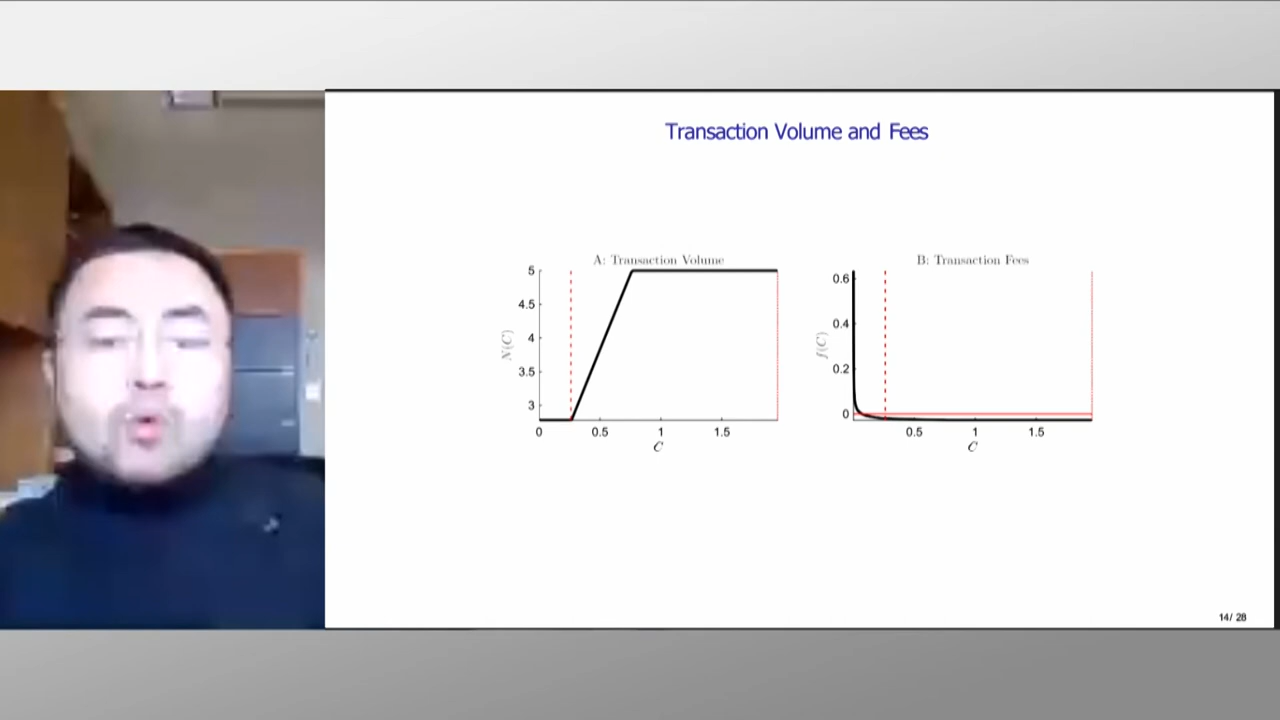 Transaction Volume and Fees
A: Transaction Volume
5
4.5
4
3.5
3
N(C)
0
0.5
1
1.5
C
B: Transaction Fees
0.6
0.4
0.2
0
f(C)
0.5
1
1.5
C
14/ 28